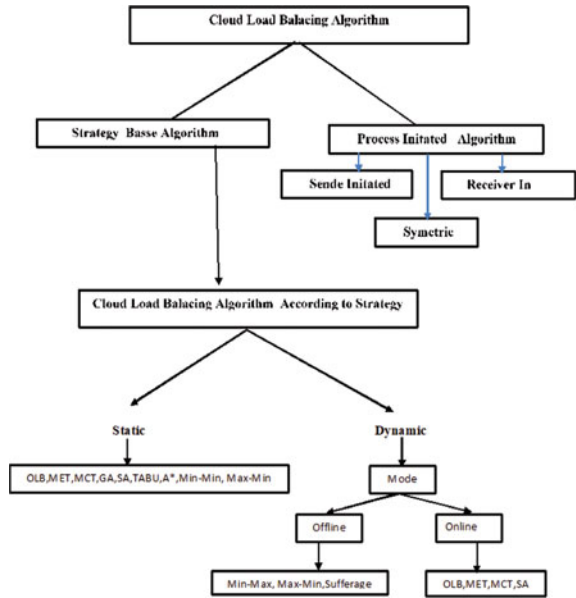 Cloud Load Balacing Algorithm
Strategy Basse Algorithm
Process Initated Algorithm
Sende Initated
Receiver In
Symetric
Cloud Load Balacing Algorithm According to Strategy
Static
Dynamic
OLB,MET,MCT,GA,SA,TABU,A*,Min-Min, Max-Min
Mode
Offline
Online
Min-Max, Max-Min,Sufferage
OLB,MET,MCT,SA